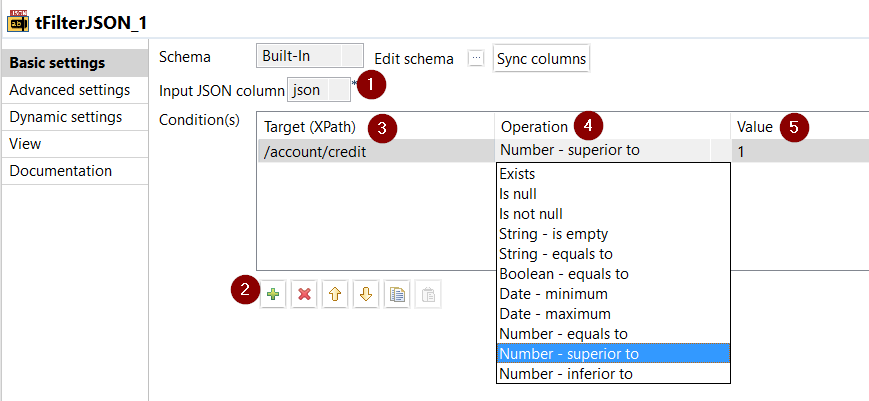 JSON
tFilterJSON_1
Basic settings
Advanced settings
Dynamic settings
View
Documentation
Schema Built-In Edit schema ... Sync columns
Input JSON column json * 1
Condition(s)
Target (XPath) 3 Operation 4 Value 5
/account/credit Number - superior to 1
Exists
Is null
Is not null
String - is empty
String - equals to
Boolean - equals to
Date - minimum
Date - maximum
Number - equals to
Number - superior to
Number - inferior to
2